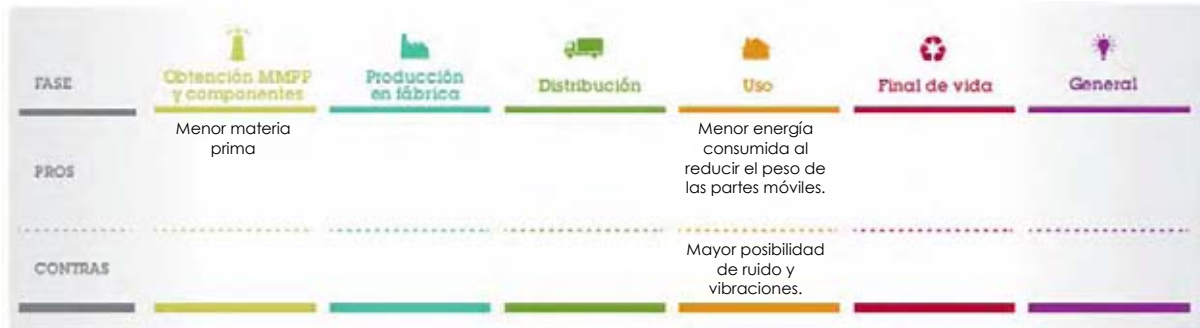 FASE
Obtención MMPP
y componentes
Producción
en fábrica
Distribución
Uso
Final de vida
General
PROS
Menor materia
prima
Menor energía
consumida al
reducir el peso de
las partes móviles.
CONTRAS
Mayor posibilidad
de ruido y
vibraciones.